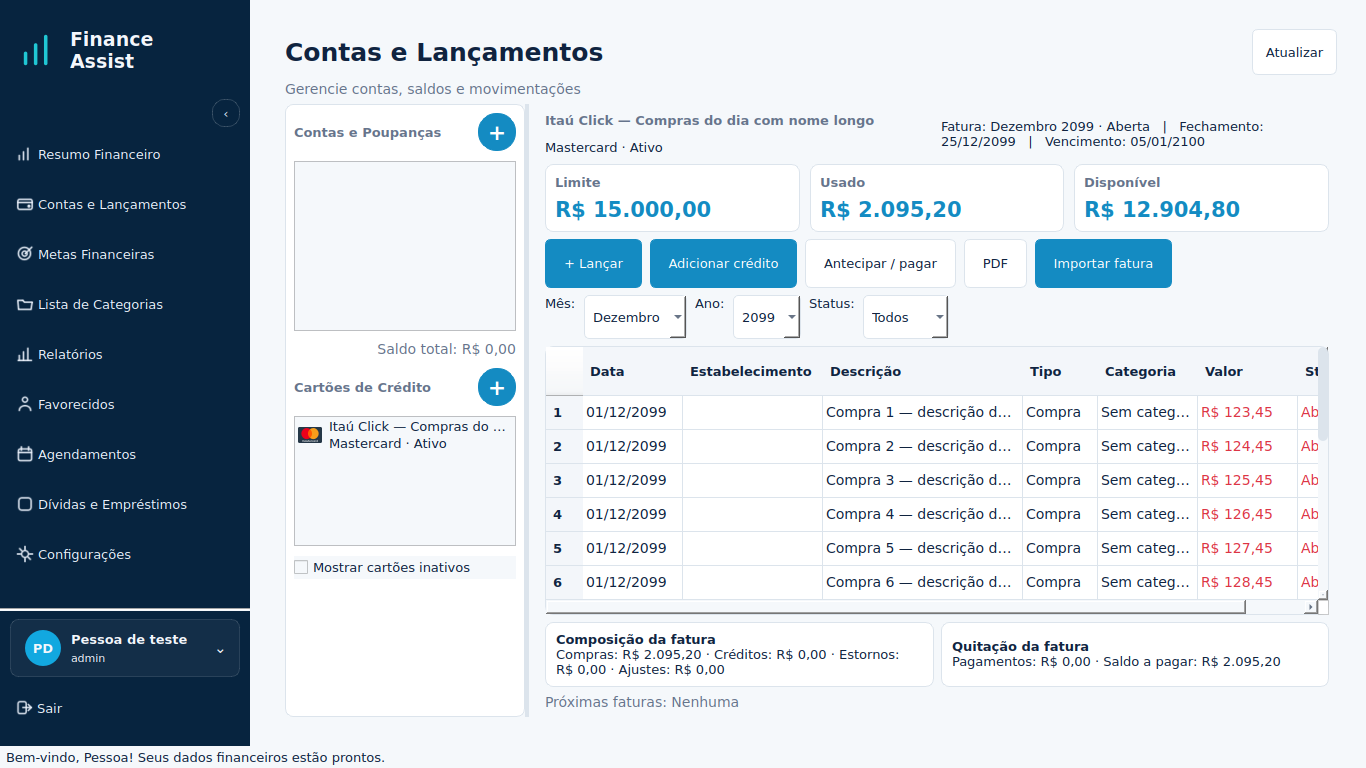 Finance
Assist
‹
Resumo Financeiro
Contas e Lançamentos
Metas Financeiras
Lista de Categorias
Relatórios
Favorecidos
Agendamentos
Dívidas e Empréstimos
Configurações
PD
Pessoa de teste
admin
Sair
Contas e Lançamentos
Gerencie contas, saldos e movimentações
Atualizar
Contas e Poupanças
+
Saldo total: R$ 0,00
Cartões de Crédito
+
Itaú Click — Compras do ...
Mastercard · Ativo
Mostrar cartões inativos
Itaú Click — Compras do dia com nome longo
Mastercard · Ativo
Fatura: Dezembro 2099 · Aberta | Fechamento:
25/12/2099 | Vencimento: 05/01/2100
Limite
R$ 15.000,00
Usado
R$ 2.095,20
Disponível
R$ 12.904,80
+ Lançar
Adicionar crédito
Antecipar / pagar
PDF
Importar fatura
Mês: Dezembro Ano: 2099 Status: Todos
Data Estabelecimento Descrição Tipo Categoria Valor St
1 01/12/2099 Compra 1 — descrição d... Compra Sem categ... R$ 123,45 Ab
2 01/12/2099 Compra 2 — descrição d... Compra Sem categ... R$ 124,45 Ab
3 01/12/2099 Compra 3 — descrição d... Compra Sem categ... R$ 125,45 Ab
4 01/12/2099 Compra 4 — descrição d... Compra Sem categ... R$ 126,45 Ab
5 01/12/2099 Compra 5 — descrição d... Compra Sem categ... R$ 127,45 Ab
6 01/12/2099 Compra 6 — descrição d... Compra Sem categ... R$ 128,45 Ab
Composição da fatura
Compras: R$ 2.095,20 · Créditos: R$ 0,00 · Estornos:
R$ 0,00 · Ajustes: R$ 0,00
Quitação da fatura
Pagamentos: R$ 0,00 · Saldo a pagar: R$ 2.095,20
Próximas faturas: Nenhuma
Bem-vindo, Pessoa! Seus dados financeiros estão prontos.